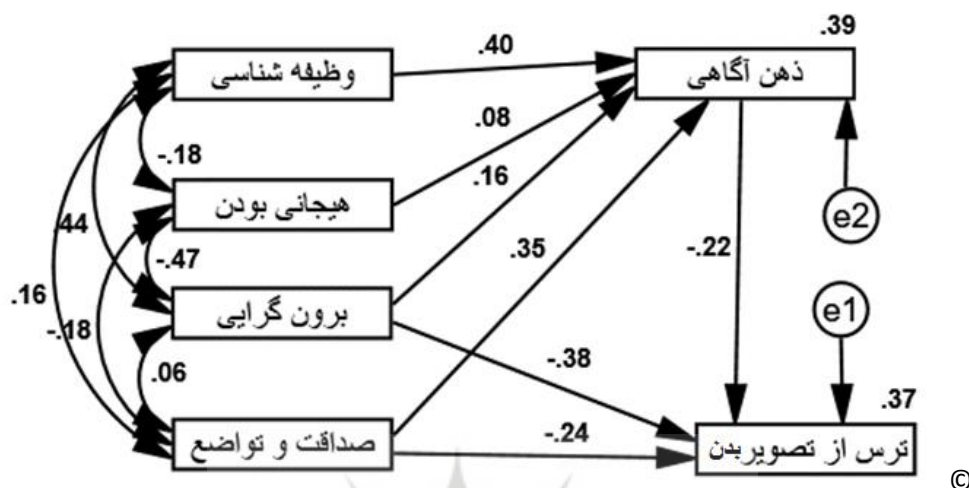 .39
.40
وظیفه شناسی
ذهن آگاهی
.08
-.18
.16
هیجانی بودن
e2
.44
.35
-.22
-.47
.16
برون گرایی
e1
-.18
-.38
.06
.37
-.24
صداقت و تواضع
ترس از تصویربدن
©